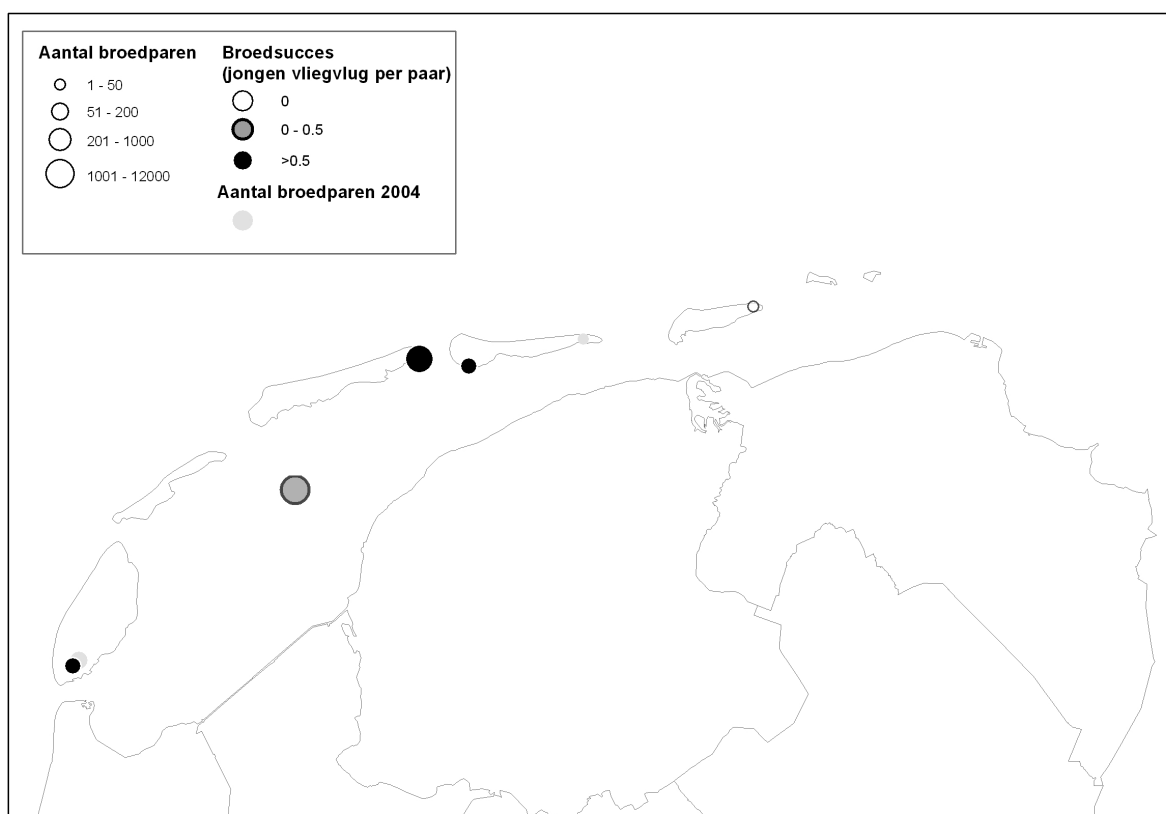 Aantal broedparen
1 - 50
51 - 200
201 - 1000
1001 - 12000
Broedsucces
(jongen vliegvlug per paar)
0
0 - 0.5
>0.5
Aantal broedparen 2004